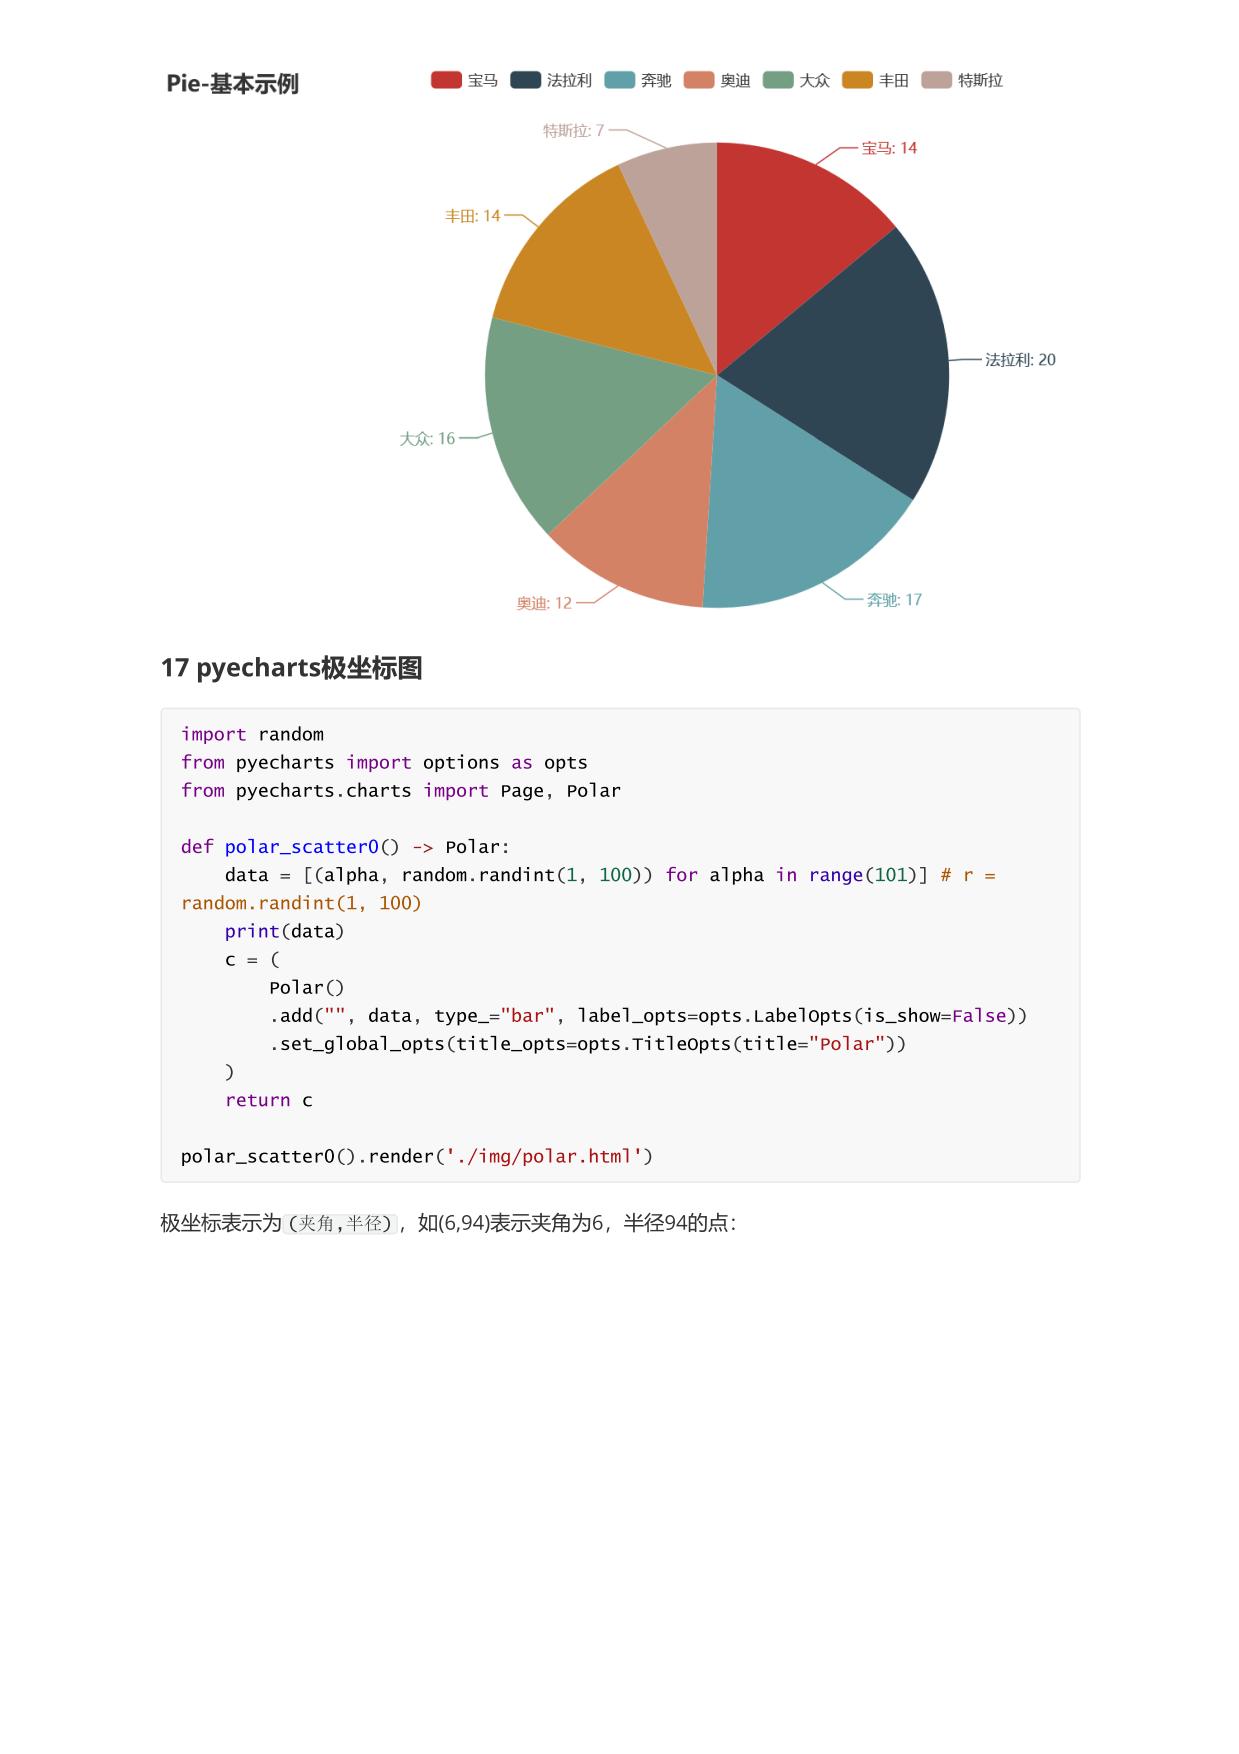 Pie-基本示例
宝马 法拉利 奔驰 奥迪 大众 丰田 特斯拉
特斯拉: 7
宝马: 14
丰田: 14
法拉利: 20
大众: 16
奥迪: 12
奔驰: 17
17 pyecharts极坐标图
import random
from pyecharts import options as opts
from pyecharts.charts import Page, Polar
def polar_scatter0() -> Polar:
    data = [(alpha, random.randint(1, 100)) for alpha in range(101)] # r =
random.randint(1, 100)
    print(data)
    c = (
        Polar()
        .add("", data, type_="bar", label_opts=opts.LabelOpts(is_show=False))
        .set_global_opts(title_opts=opts.TitleOpts(title="Polar"))
    )
    return c
polar_scatter0().render('./img/polar.html')
极坐标表示为(夹角,半径)，如(6,94)表示夹角为6，半径94的点：